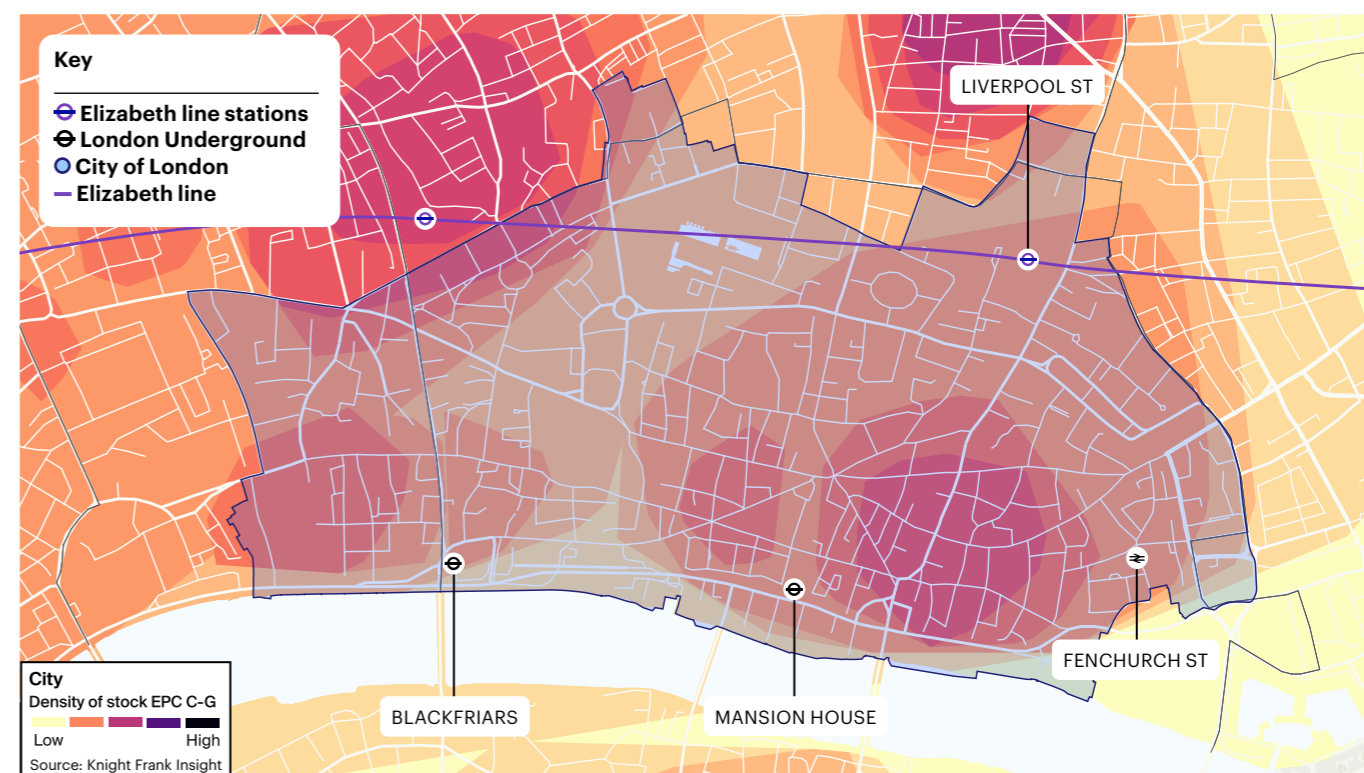 Key
Elizabeth line stations
London Underground
City of London
Elizabeth line
LIVERPOOL ST
FENCHURCH ST
BLACKFRIARS
MANSION HOUSE
City
Density of stock EPC C-G
Low High
Source: Knight Frank Insight